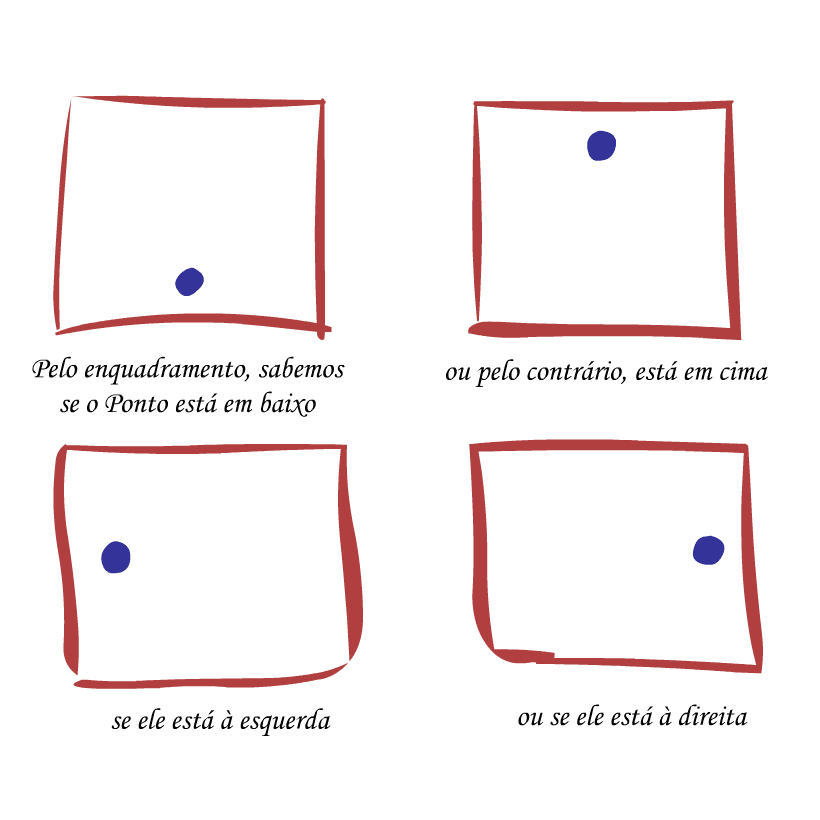 Pelo enquadramento, sabemos
se o Ponto está em baixo
ou pelo contrário, está em cima
se ele está à esquerda
ou se ele está à direita